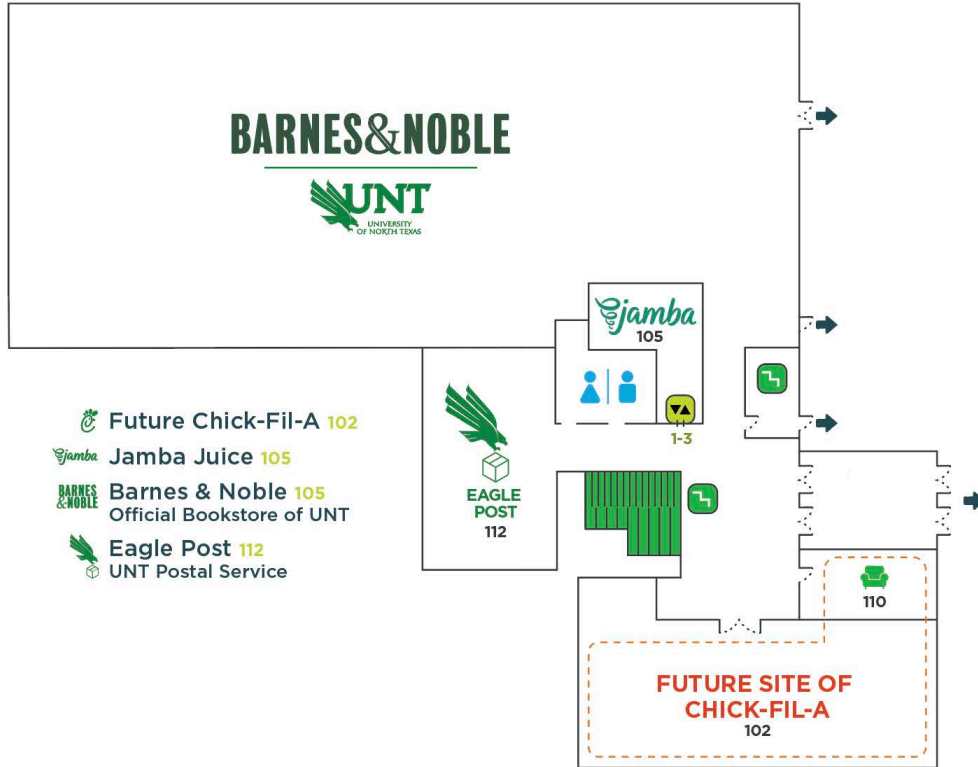 BARNES&NOBLE
UNT
UNIVERSITY
OF NORTH TEXAS
jamba
105
1-3
EAGLE
POST
112
Future Chick-Fil-A 102
jamba Jamba Juice 105
BARNES
&NOBLE
Barnes & Noble 105
Official Bookstore of UNT
Eagle Post 112
UNT Postal Service
110
FUTURE SITE OF
CHICK-FIL-A
102